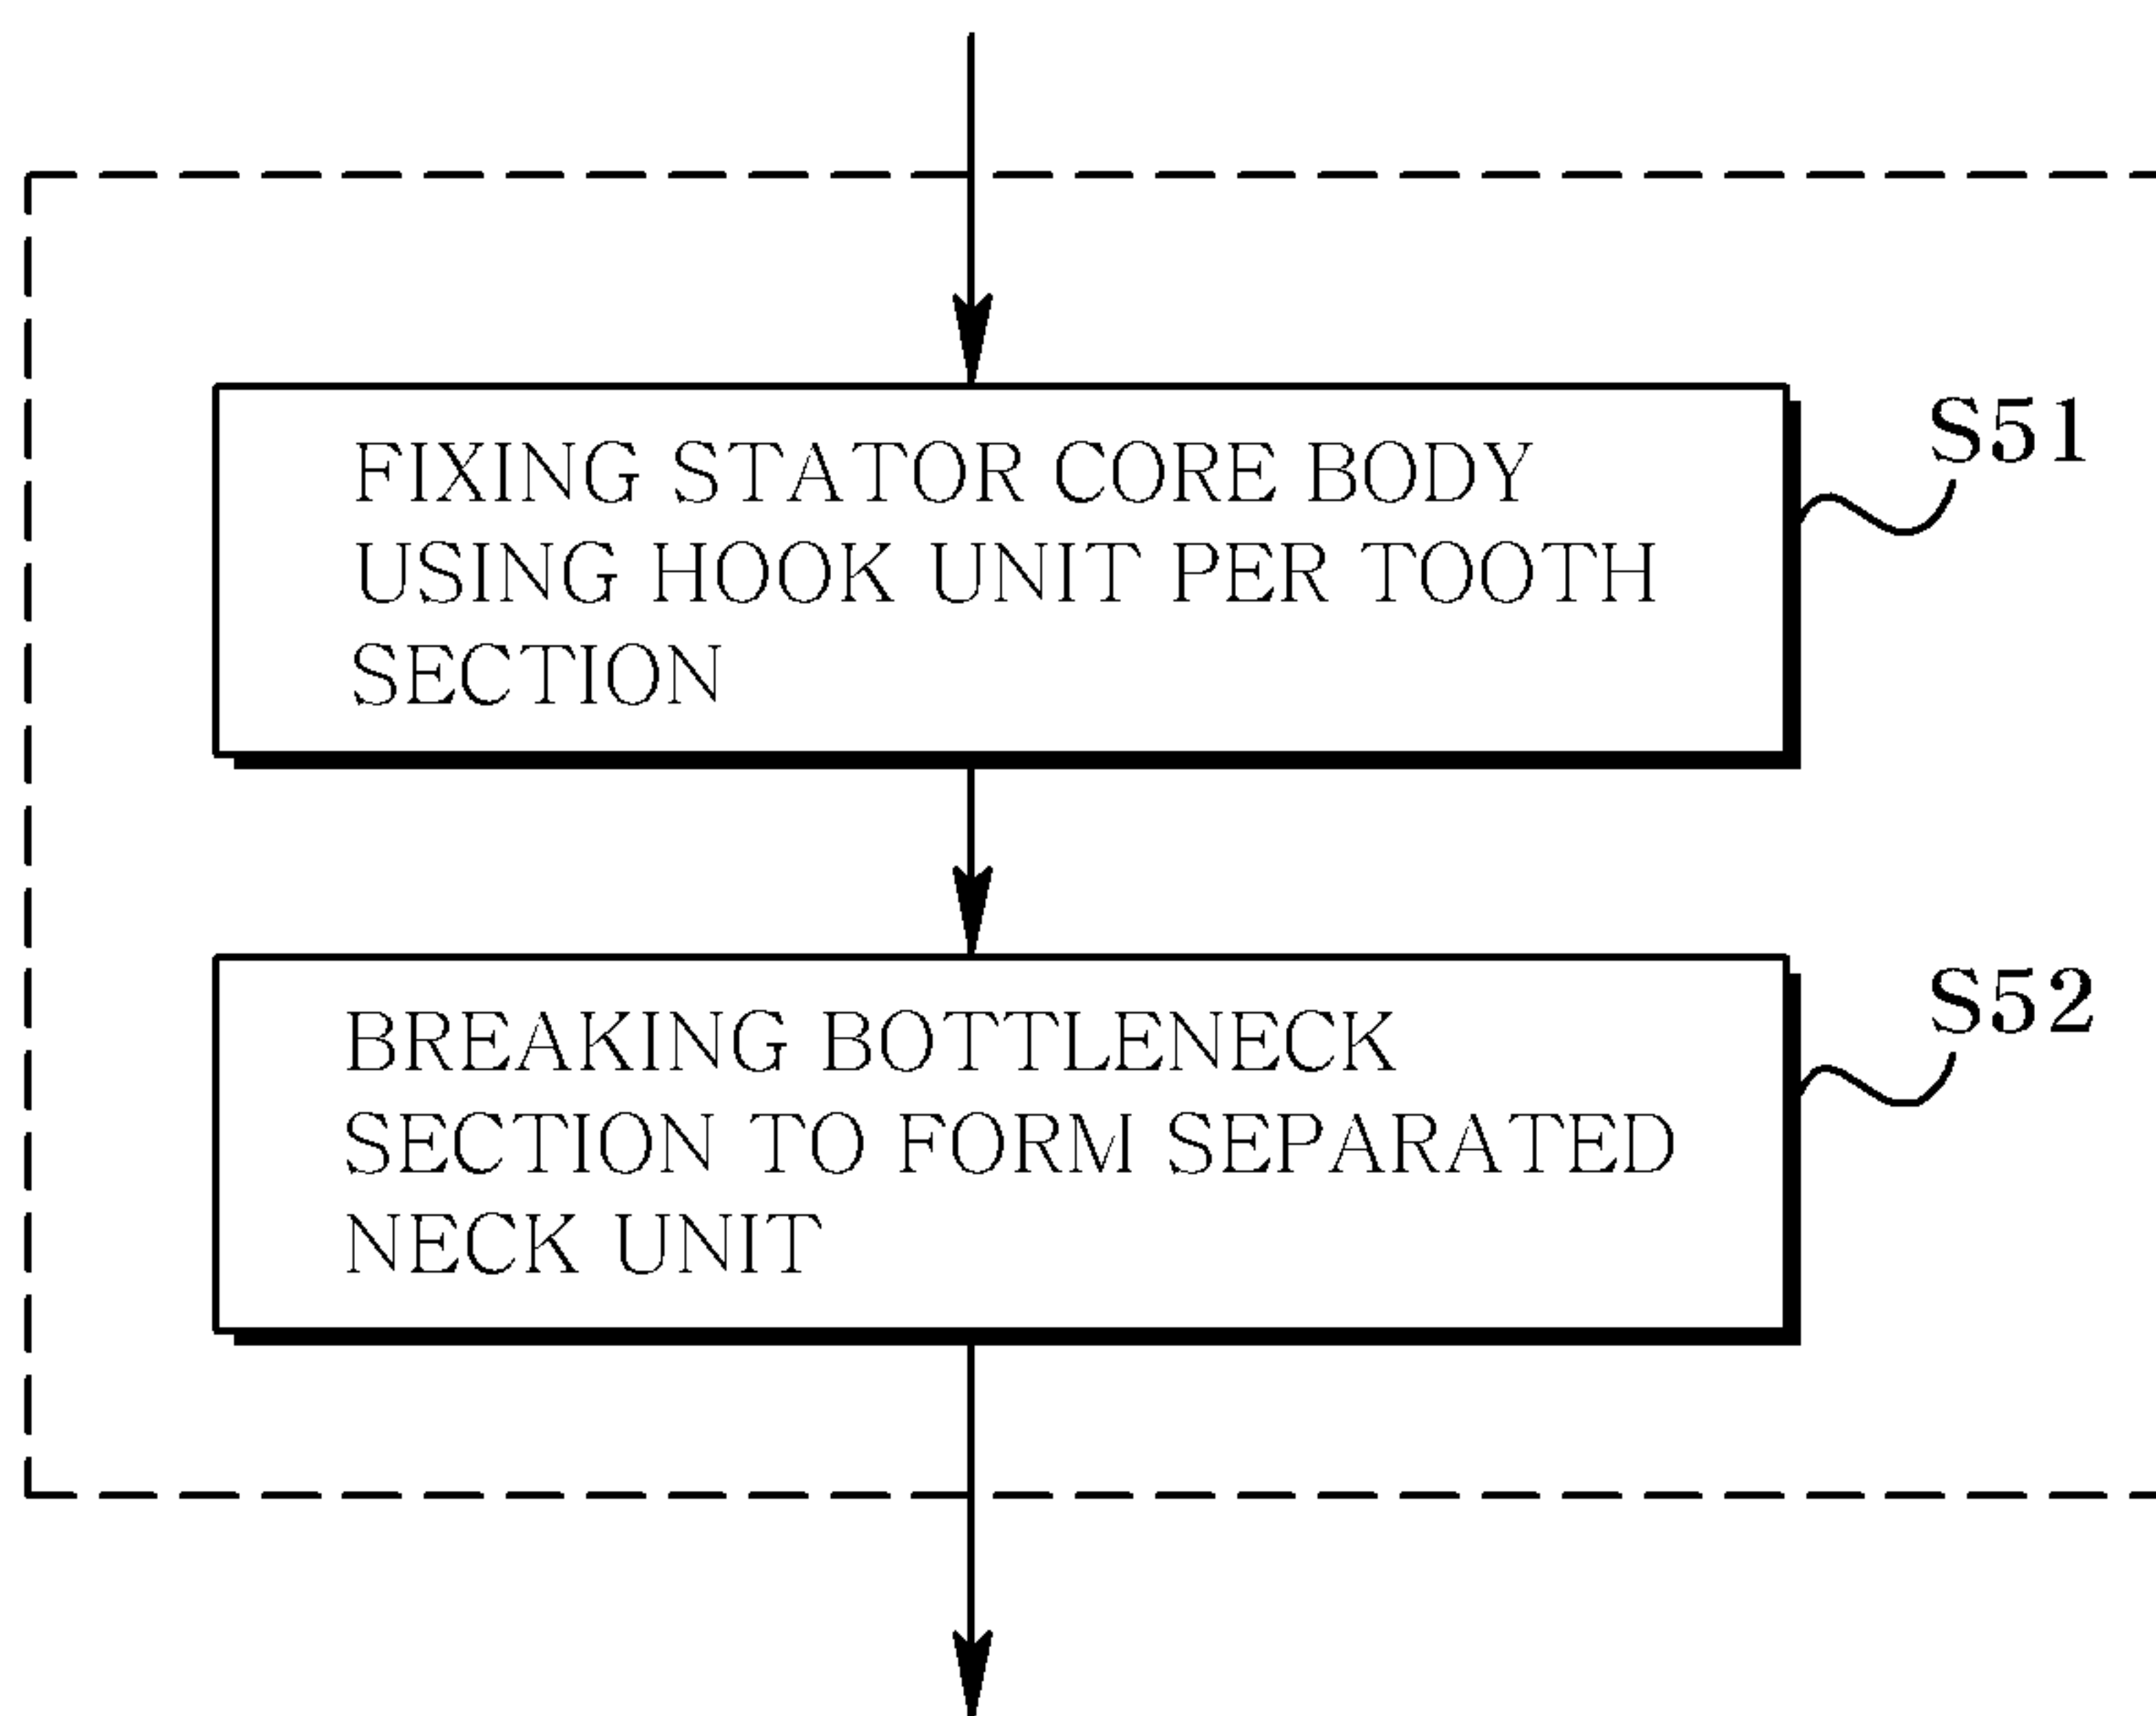 FIXING STATOR CORE BODY
USING HOOK UNIT PER TOOTH
SECTION
S51
BREAKING BOTTLENECK
SECTION TO FORM SEPARATED
NECK UNIT
S52